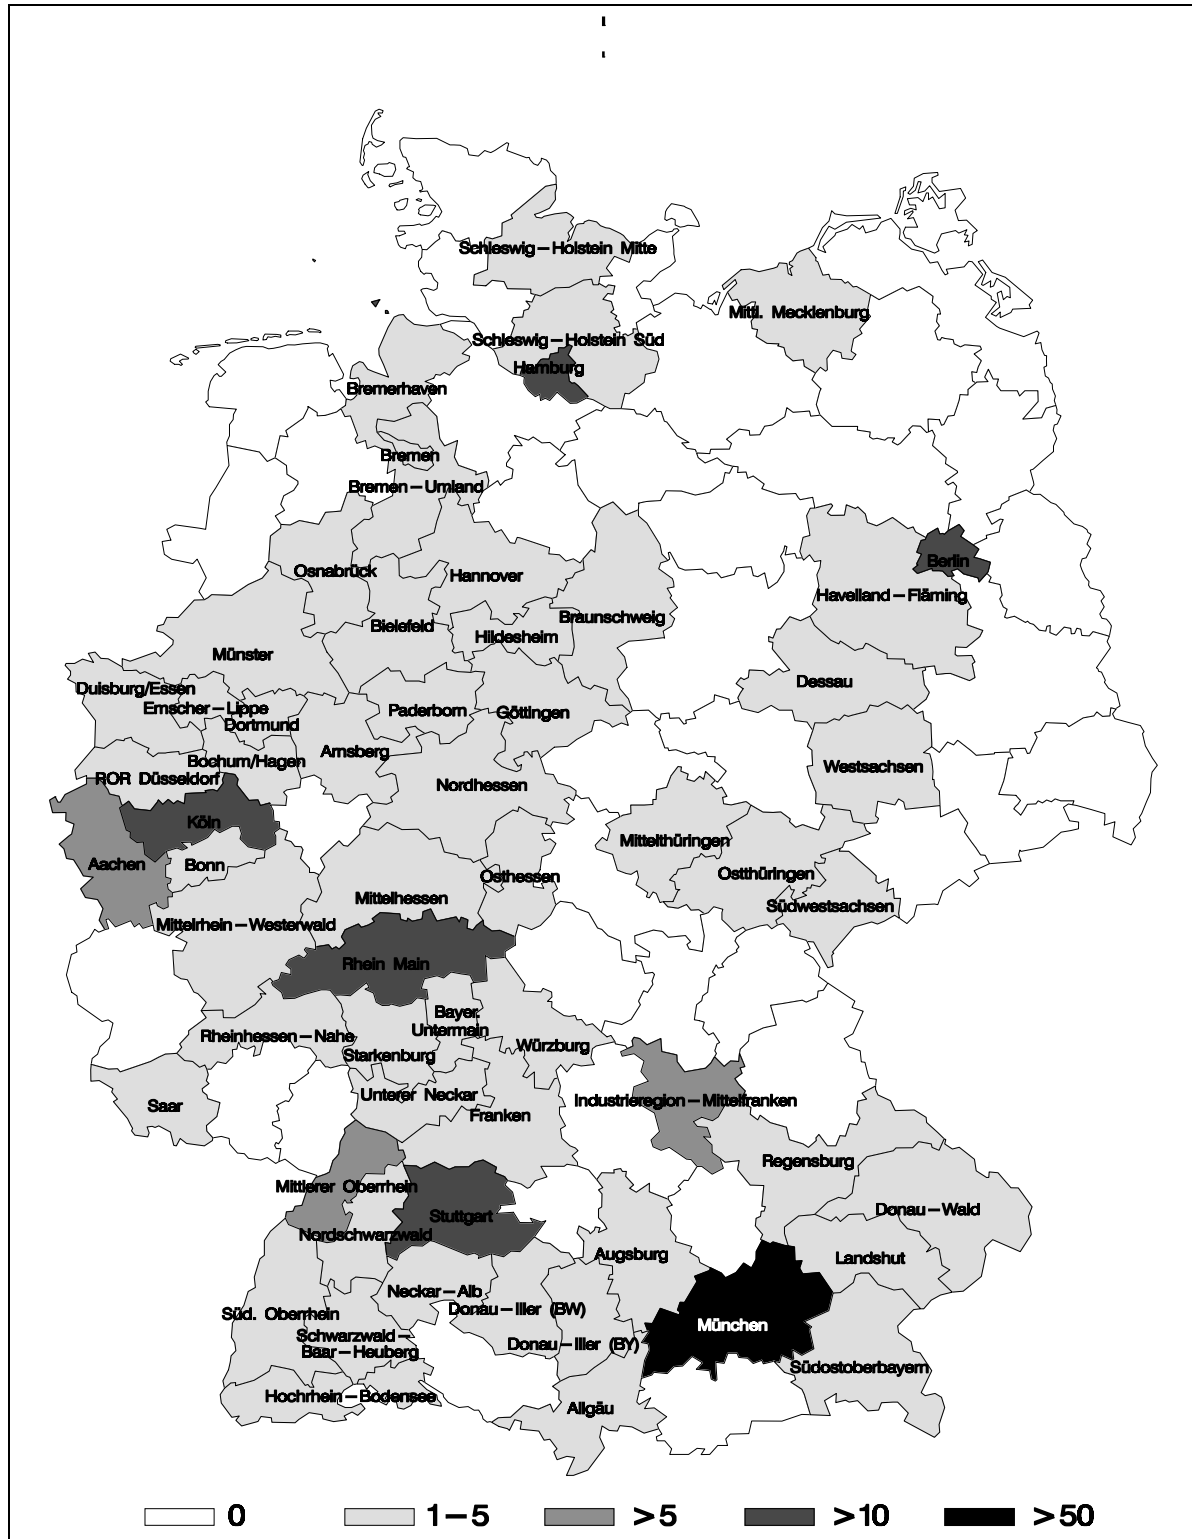 Schleswig–Holstein Mitte
Mittl. Mecklenburg
Schleswig–Holstein Süd
Hamburg
Bremerhaven
Bremen
Bremen–Umland
Berlin
Osnabrück
Hannover
Havelland–Fläming
Braunschweig
Bielefeld
Hildesheim
Münster
Dessau
Duisburg/Essen
Emscher–Lippe
Paderborn
Göttingen
Dortmund
Arnsberg
Bochum/Hagen
Westsachsen
ROR Düsseldorf
Nordhessen
Köln
Mittelthüringen
Aachen
Bonn
Osthessen
Ostthüringen
Mittelhessen
Südwestsachsen
Mittelrhein–Westerwald
Rhein Main
Bayer.
Untermain
Rheinhessen–Nahe
Würzburg
Starkenburg
Unterer Neckar
Industrieregion–Mittelfranken
Saar
Franken
Regensburg
Mittlerer Oberrhein
Donau–Wald
Stuttgart
Nordschwarzwald
Augsburg
Landshut
Neckar–Alb
Donau–Iller (BW)
Süd. Oberrhein
München
Schwarzwald–
Baar–Heuberg
Donau–Iller (BY)
Südostoberbayern
Hochrhein–Bodensee
Allgäu
0 1–5 >5 >10 >50